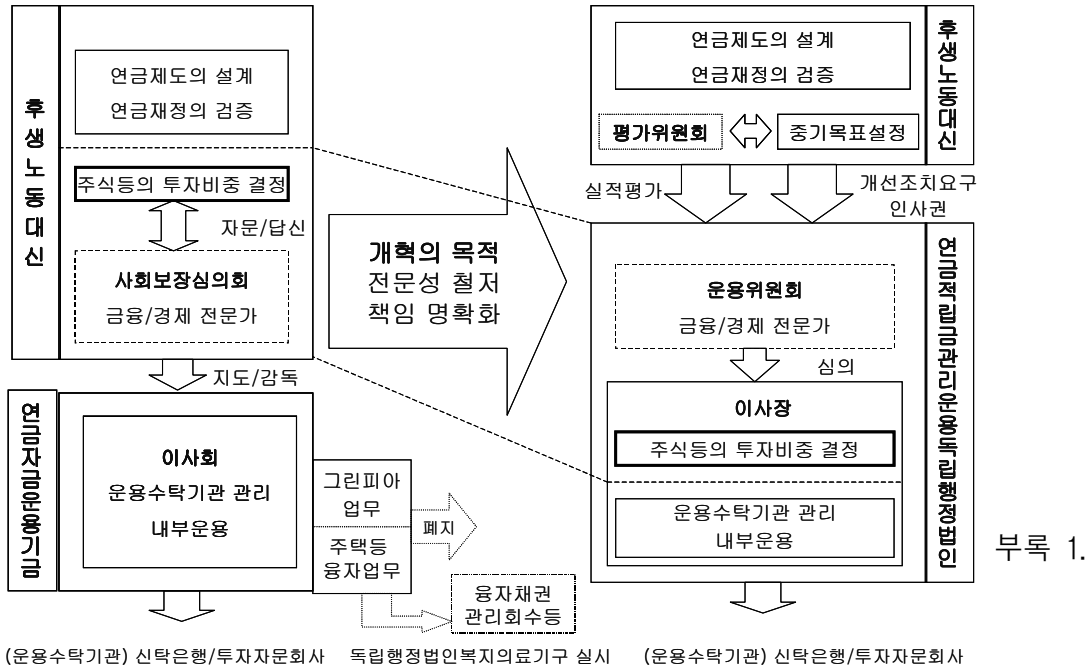 후생노동대신
연금제도의 설계
연금재정의 검증
주식등의 투자비중 결정
자문/답신
사회보장심의회
금융/경제 전문가
지도/감독
연금자금운용기금
이사회
운용수탁기관 관리
내부운용
그린피아
업무
주택등
융자업무
폐지
융자채권
관리회수등
개혁의 목적
전문성 철저
책임 명확화
후생노동대신
연금제도의 설계
연금재정의 검증
평가위원회
중기목표설정
실적평가
개선조치요구
인사권
연금적립금관리운용독립행정법인
운용위원회
금융/경제 전문가
심의
이사장
주식등의 투자비중 결정
운용수탁기관 관리
내부운용
부록 1.
(운용수탁기관) 신탁은행/투자자문회사 독립행정법인복지의료기구 실시 (운용수탁기관) 신탁은행/투자자문회사